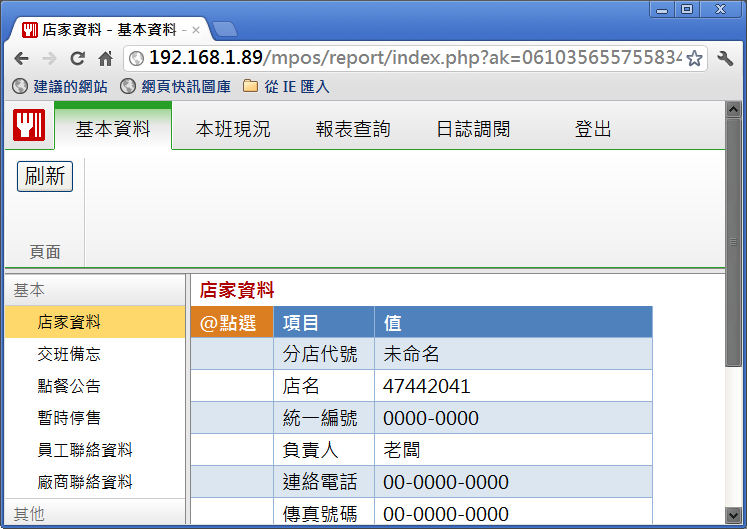 店家資料 - 基本資料 -
192.168.1.89/mpos/report/index.php?ak=061035655755834
建議的網站 網頁快訊圖庫 從 IE 匯入
基本資料 本班現況 報表查詢 日誌調閱 登出
刷新
頁面
基本
店家資料
交班備忘
點餐公告
暫時停售
員工聯絡資料
廠商聯絡資料
其他
店家資料
@點選 項目 值
分店代號 未命名
店名 47442041
統一編號 0000-0000
負責人 老闆
連絡電話 00-0000-0000
傳真號碼 00-0000-0000